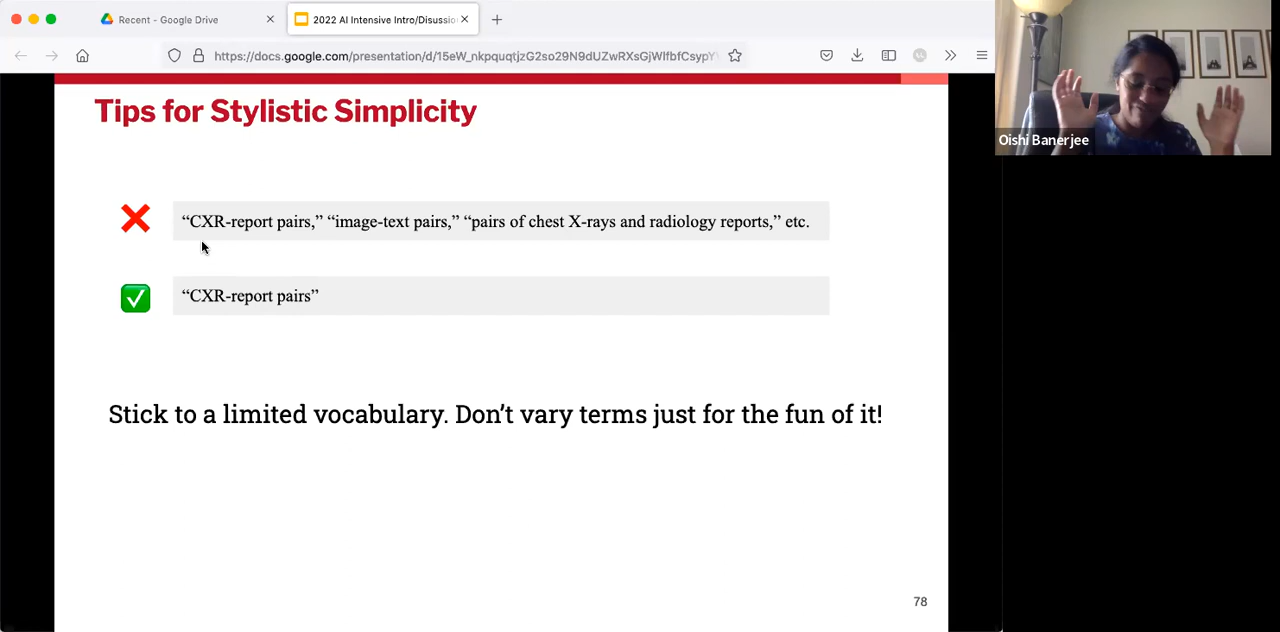 Recent - Google Drive
2022 AI Intensive Intro/Disussio
https://docs.google.com/presentation/d/15eW_nkpquqtjzG2so29N9dUZwRXsGjWlfbfCsypY
Oishi Banerjee
Tips for Stylistic Simplicity
“CXR-report pairs,” “image-text pairs,” “pairs of chest X-rays and radiology reports,” etc.
“CXR-report pairs”
Stick to a limited vocabulary. Don’t vary terms just for the fun of it!
78